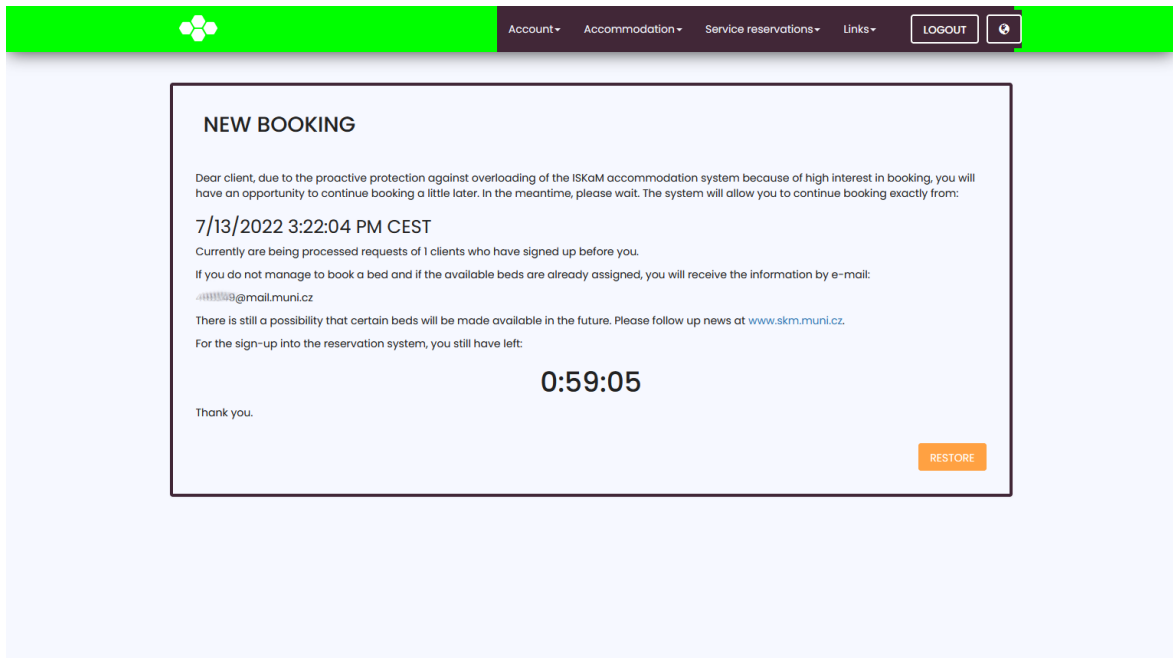 Account Accommodation Service reservations Links LOGOUT
NEW BOOKING
Dear client, due to the proactive protection against overloading of the ISKaM accommodation system because of high interest in booking, you will
have an opportunity to continue booking a little later. In the meantime, please wait. The system will allow you to continue booking exactly from:
7/13/2022 3:22:04 PM CEST
Currently are being processed requests of 1 clients who have signed up before you.
If you do not manage to book a bed and if the available beds are already assigned, you will receive the information by e-mail:
@mail.muni.cz
There is still a possibility that certain beds will be made available in the future. Please follow up news at www.skm.muni.cz.
For the sign-up into the reservation system, you still have left:
0:59:05
Thank you.
RESTORE